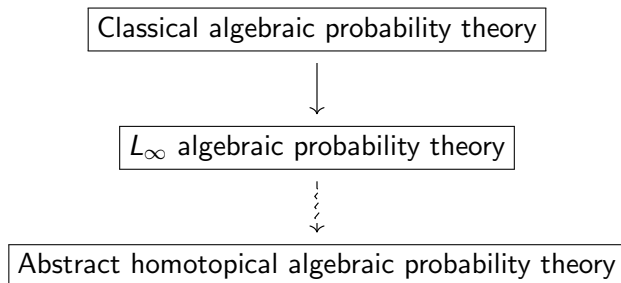 Classical algebraic probability theory
L∞ algebraic probability theory
Abstract homotopical algebraic probability theory